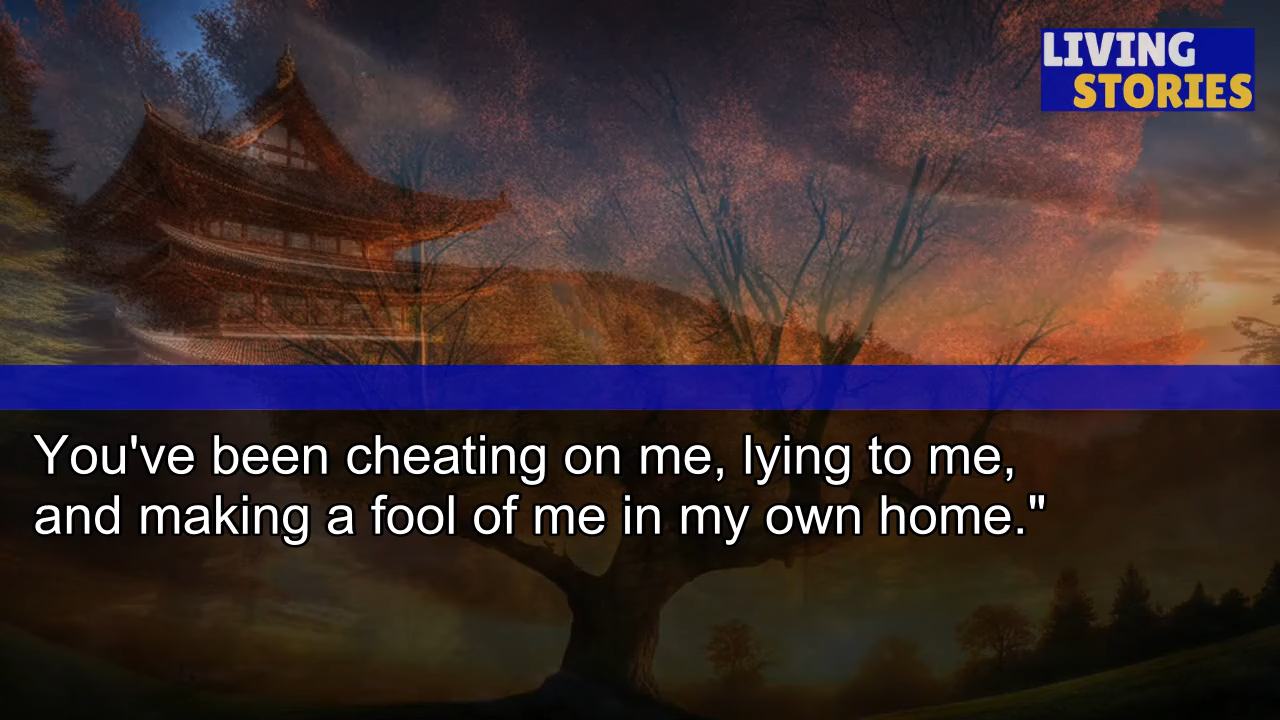 LIVING
STORIES
You've been cheating on me, lying to me,
and making a fool of me in my own home."